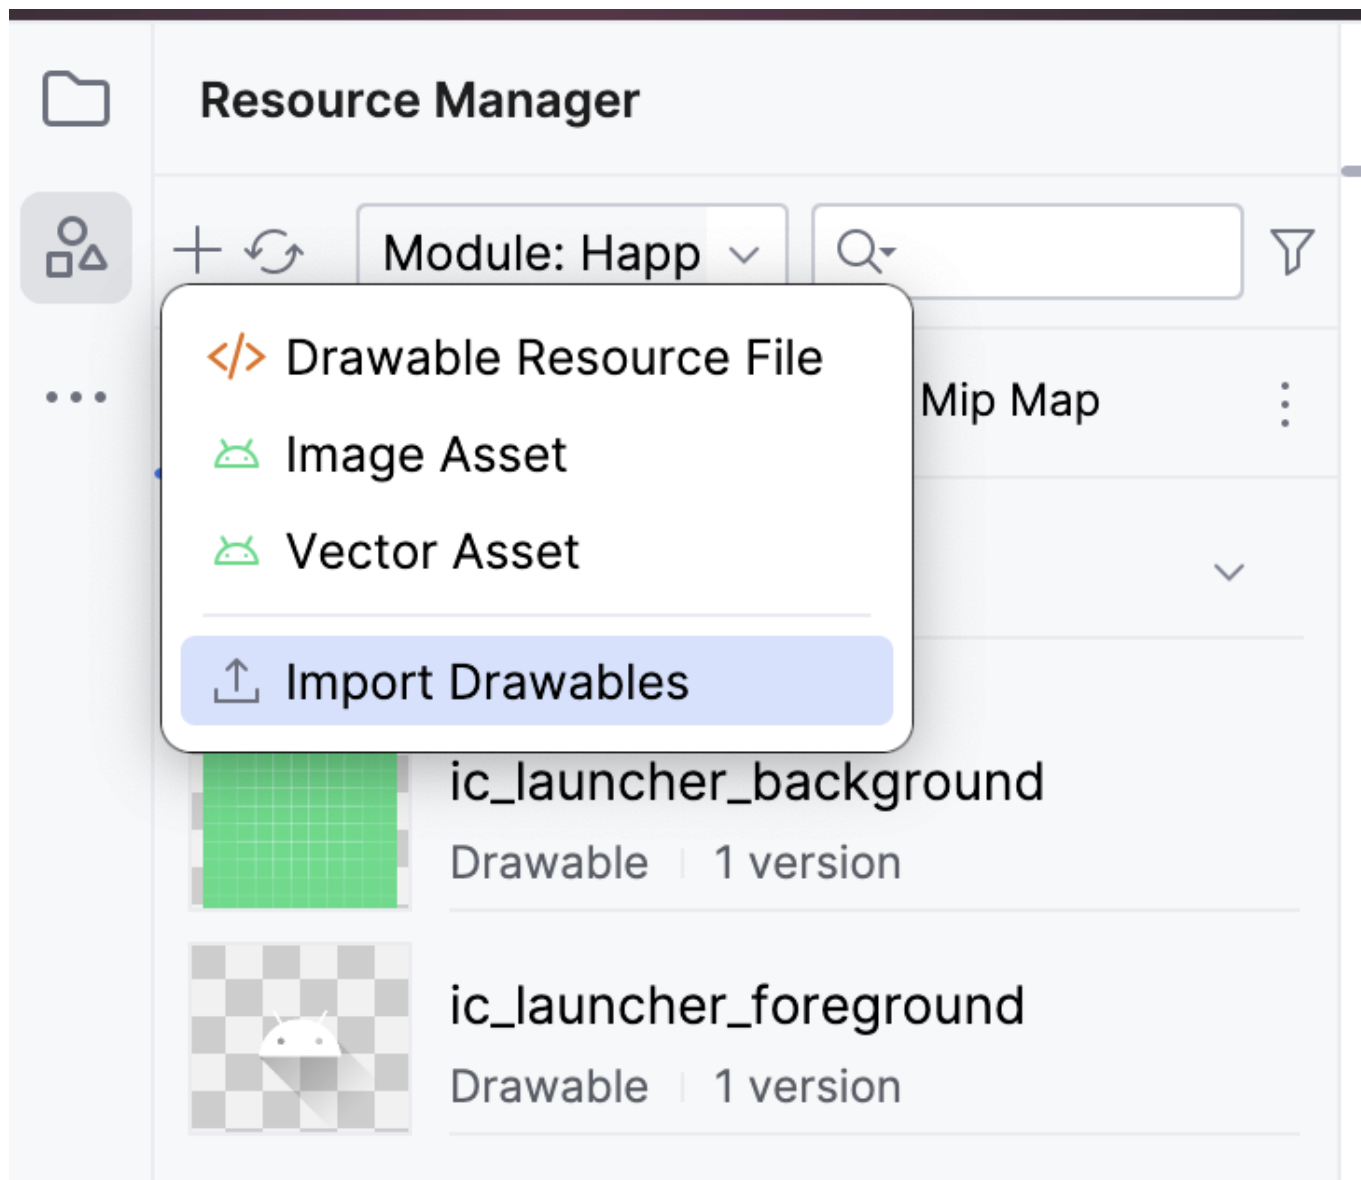 Resource Manager
Module: Happ
Drawable Resource File
Mip Map
Image Asset
Vector Asset
Import Drawables
ic_launcher_background
Drawable 1 version
ic_launcher_foreground
Drawable 1 version